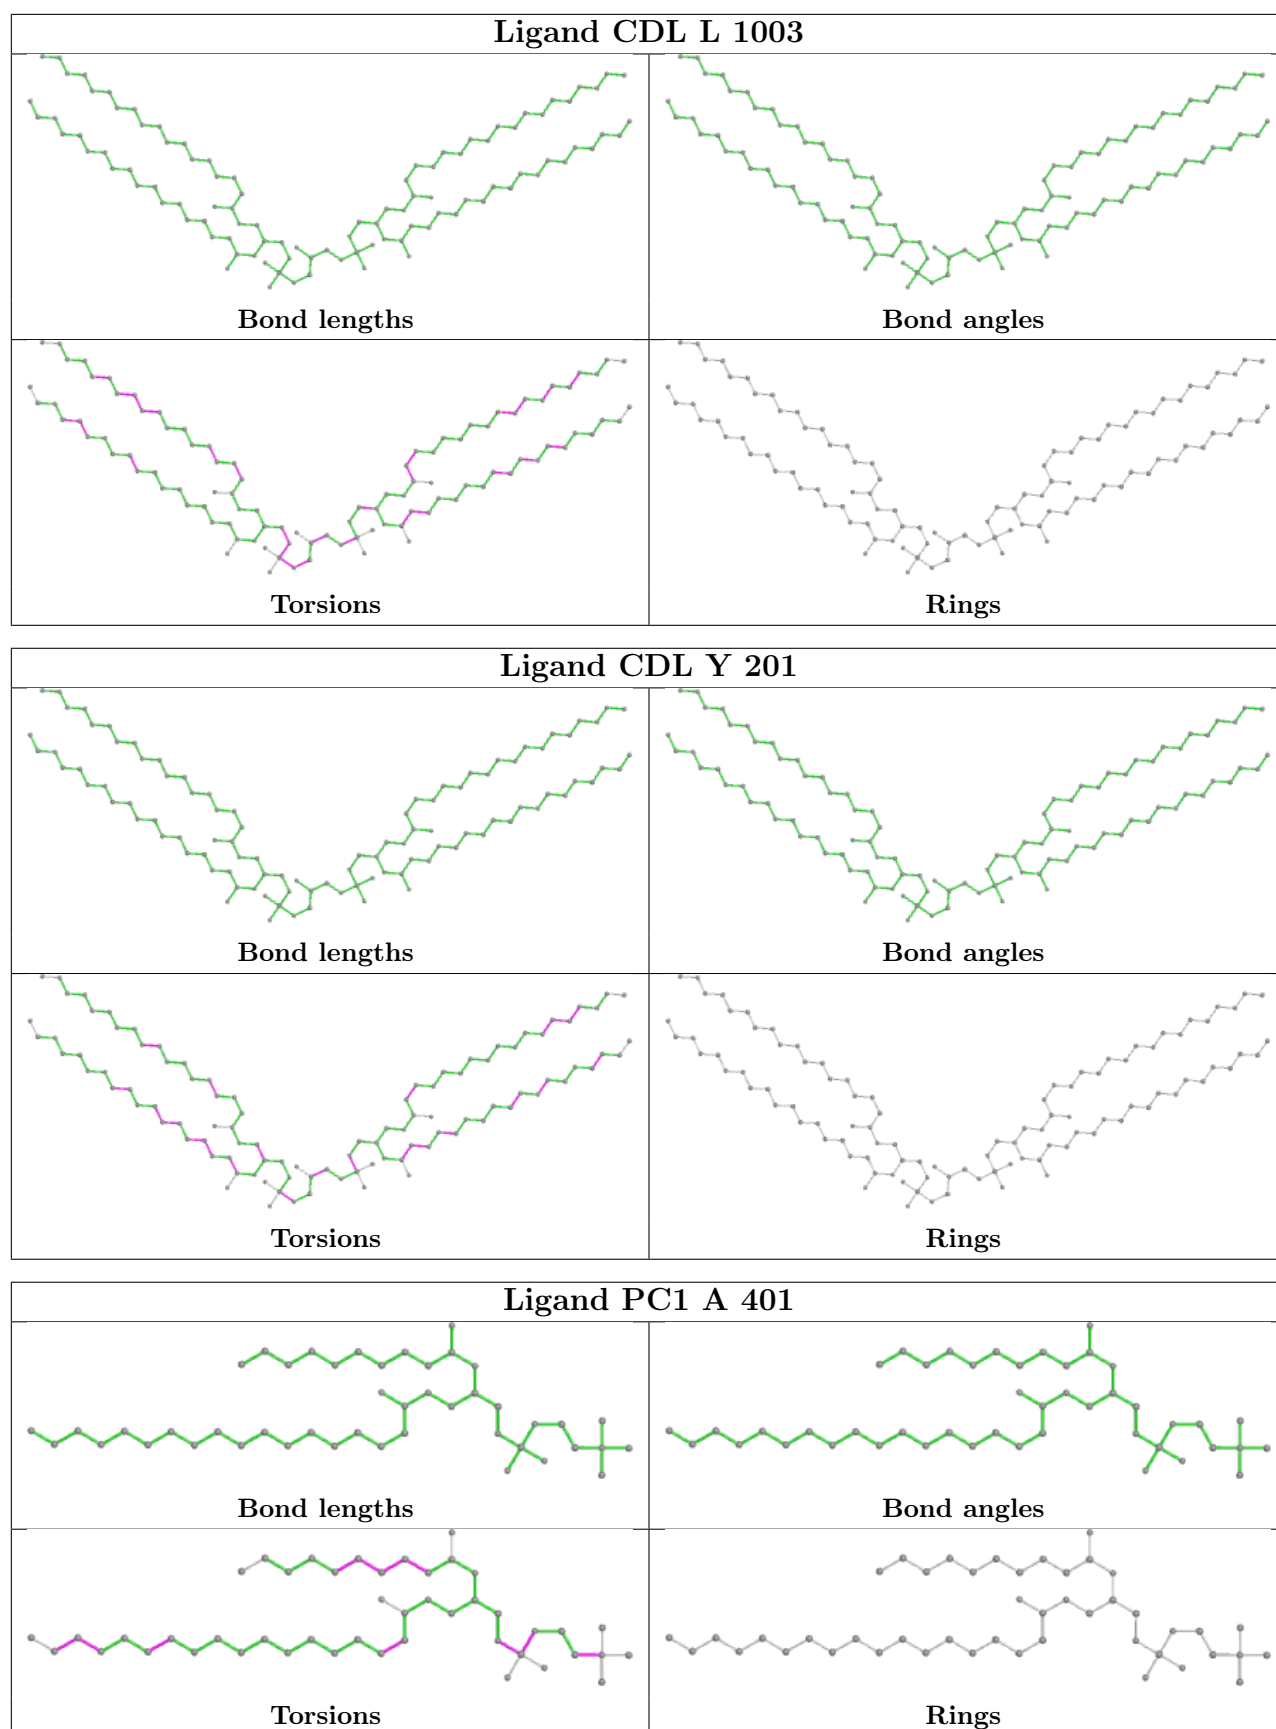 Ligand CDL L 1003
Bond lengths
Bond angles
Torsions
Rings
Ligand CDL Y 201
Bond lengths
Bond angles
Torsions
Rings
Ligand PC1 A 401
Bond lengths
Bond angles
Torsions
Rings